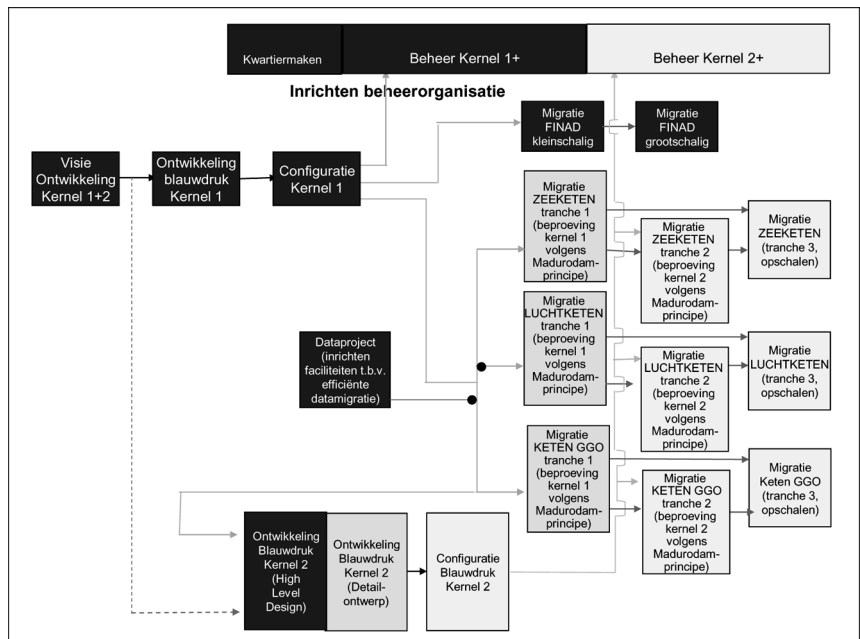 Kwartiermaken
Beheer Kernel 1+
Beheer Kernel 2+
Inrichten beheerorganisatie
Migratie
FINAD
kleinschalig
Migratie
FINAD
grootschalig
Visie
Ontwikkeling
Kernel 1+2
Ontwikkeling
blauwdruk
Kernel 1
Configuratie
Kernel 1
Migratie
ZEEKETEN
tranche 1
(beproeving
kernel 1
volgens
Madurodam-
principe)
Migratie
ZEEKETEN
tranche 2
(beproeving
kernel 2
volgens
Madurodam-
principe)
Migratie
ZEEKETEN
(tranche 3,
opschalen)
Migratie
LUCHTKETEN
tranche 1
(beproeving
kernel 1
volgens
Madurodam-
principe)
Migratie
LUCHTKETEN
tranche 2
(beproeving
kernel 2
volgens
Madurodam-
principe)
Migratie
LUCHTKETEN
(tranche 3,
opschalen)
Dataproject
(inrichten
faciliteiten t.b.v.
efficiënte
datamigratie)
Migratie
KETEN GGO
tranche 1
(beproeving
kernel 1
volgens
Madurodam-
principe)
Migratie
KETEN GGO
tranche 2
(beproeving
kernel 2
volgens
Madurodam-
principe)
Migratie
Keten GGO
(tranche 3,
opschalen)
Ontwikkeling
Blauwdruk
Kernel 2
(High
Level
Design)
Ontwikkeling
Blauwdruk
Kernel 2
(Detail-
ontwerp)
Configuratie
Blauwdruk
Kernel 2